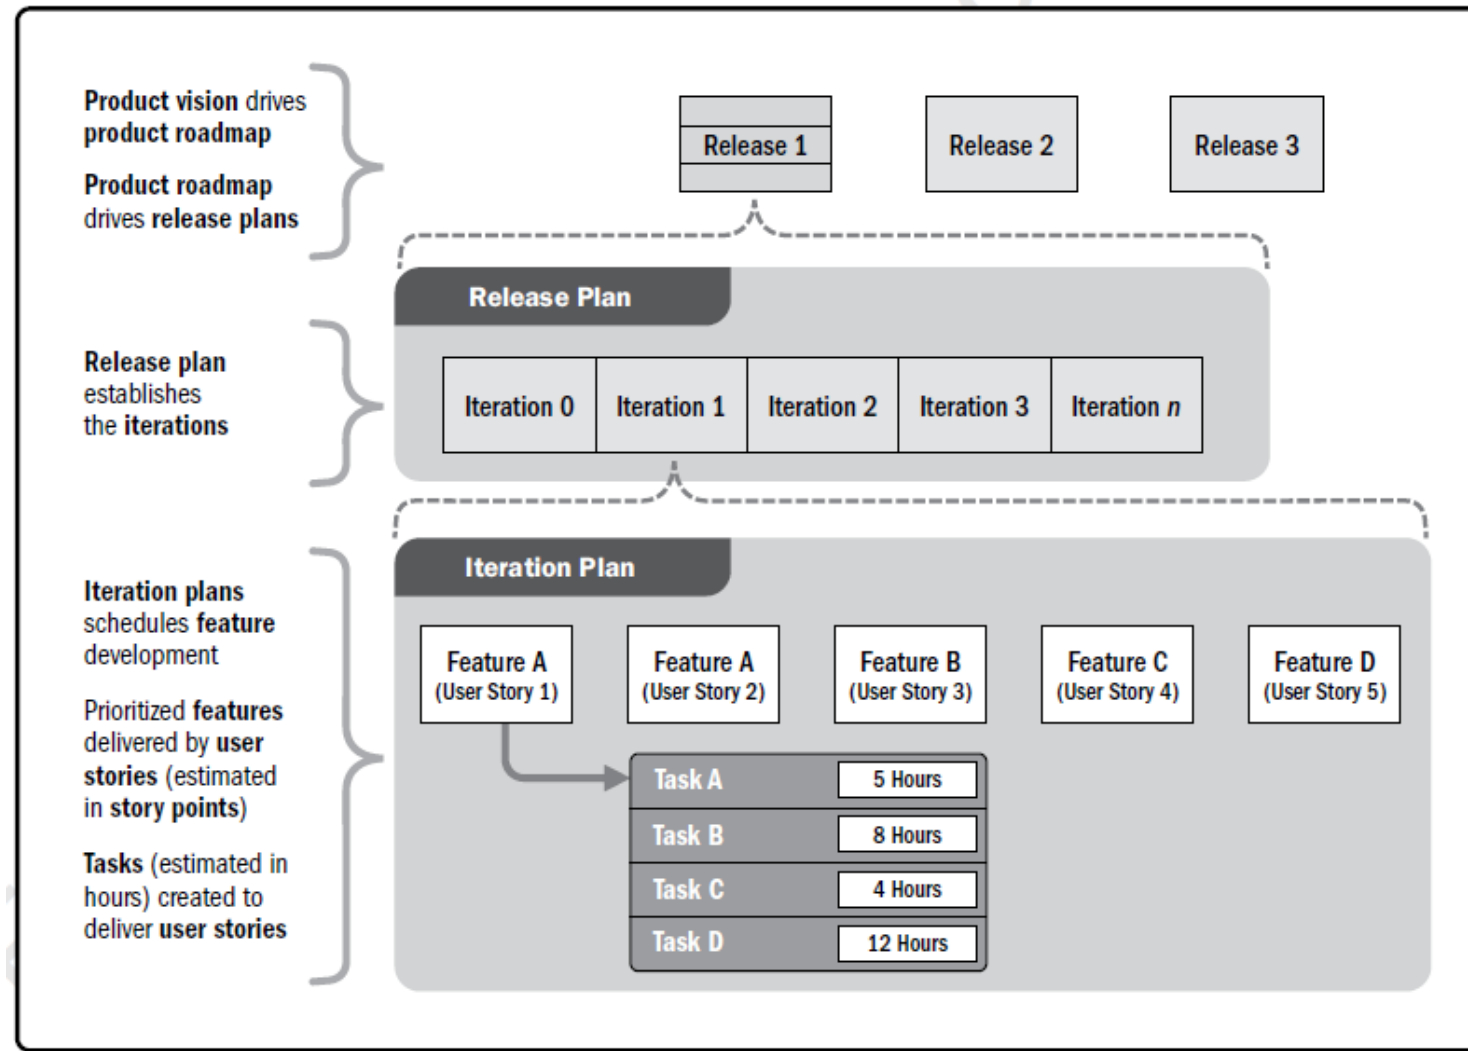 Product vision drives
product roadmap
Product roadmap
drives release plans
Release 1
Release 2
Release 3
Release Plan
Release plan
establishes
the iterations
Iteration 0
Iteration 1
Iteration 2
Iteration 3
Iteration n
Iteration Plan
Iteration plans
schedules feature
development
Prioritized features
delivered by user
stories (estimated
in story points)
Tasks (estimated in
hours) created to
deliver user stories
Feature A
(User Story 1)
Feature A
(User Story 2)
Feature B
(User Story 3)
Feature C
(User Story 4)
Feature D
(User Story 5)
Task A
5 Hours
Task B
8 Hours
Task C
4 Hours
Task D
12 Hours